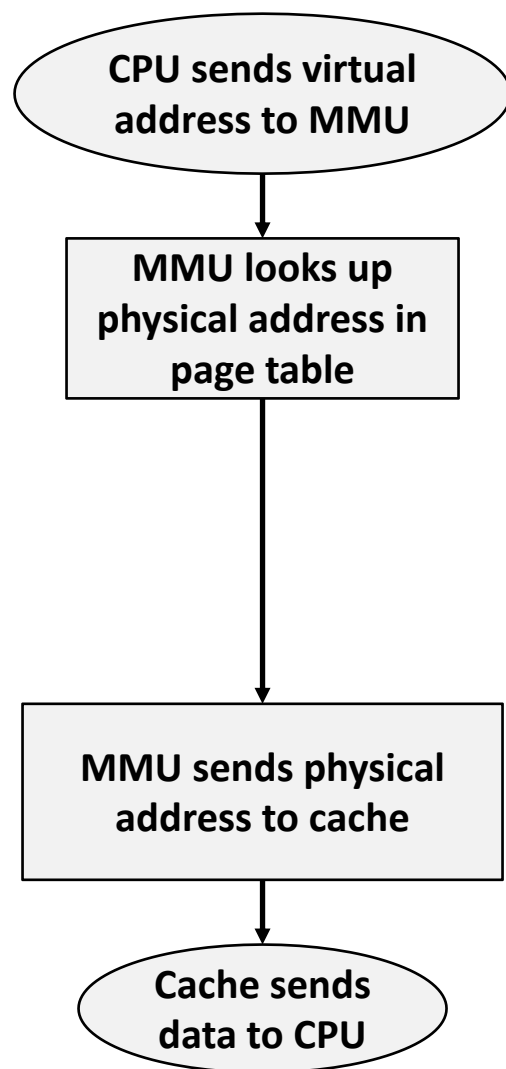 CPU sends virtual
address to MMU
MMU looks up
physical address in
page table
MMU sends physical
address to cache
Cache sends
data to CPU